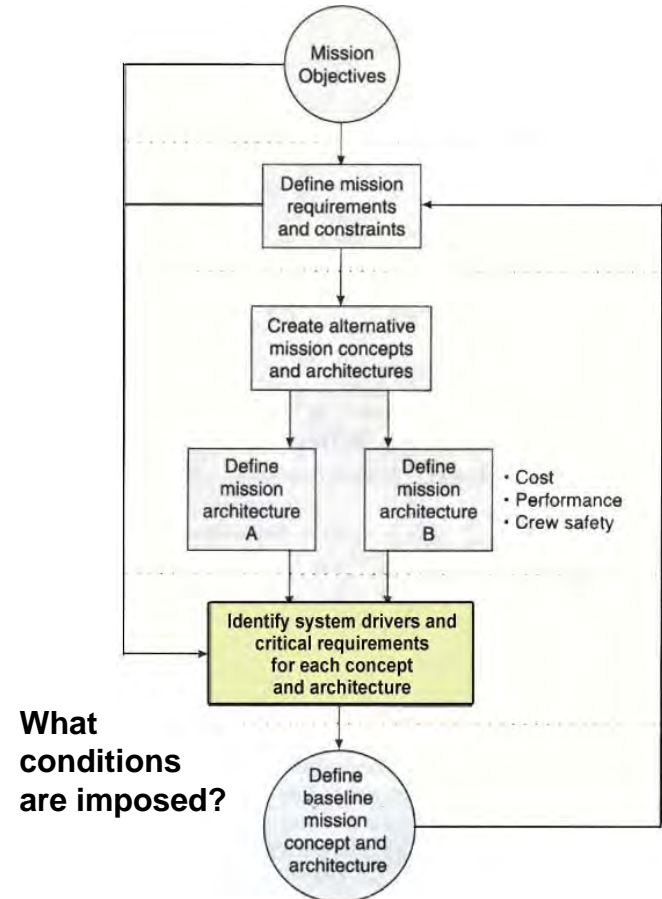 Mission
Objectives
Define mission
requirements
and constraints
Create alternative
mission concepts
and architectures
Define
mission
architecture
A
Define
mission
architecture
B
• Cost
• Performance
• Crew safety
Identify system drivers and
critical requirements
for each concept
and architecture
What
conditions
are imposed?
Define
baseline
mission
concept and
architecture